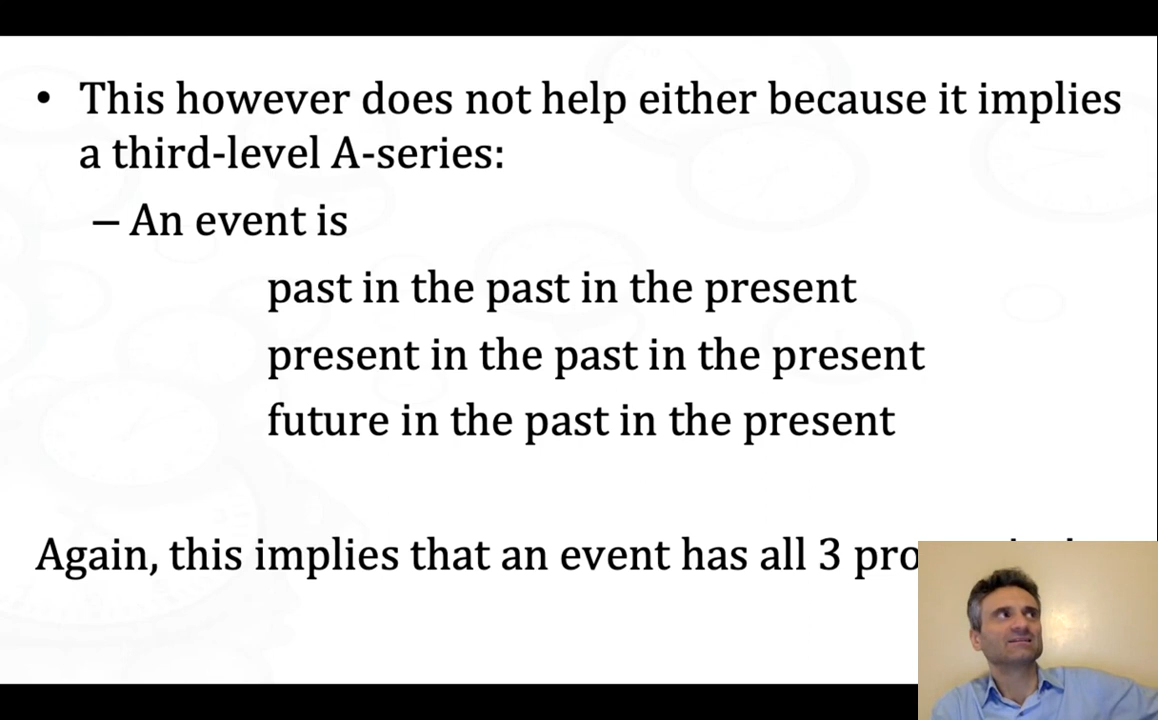 • This however does not help either because it implies
a third-level A-series:
– An event is
past in the past in the present
present in the past in the present
future in the past in the present
Again, this implies that an event has all 3